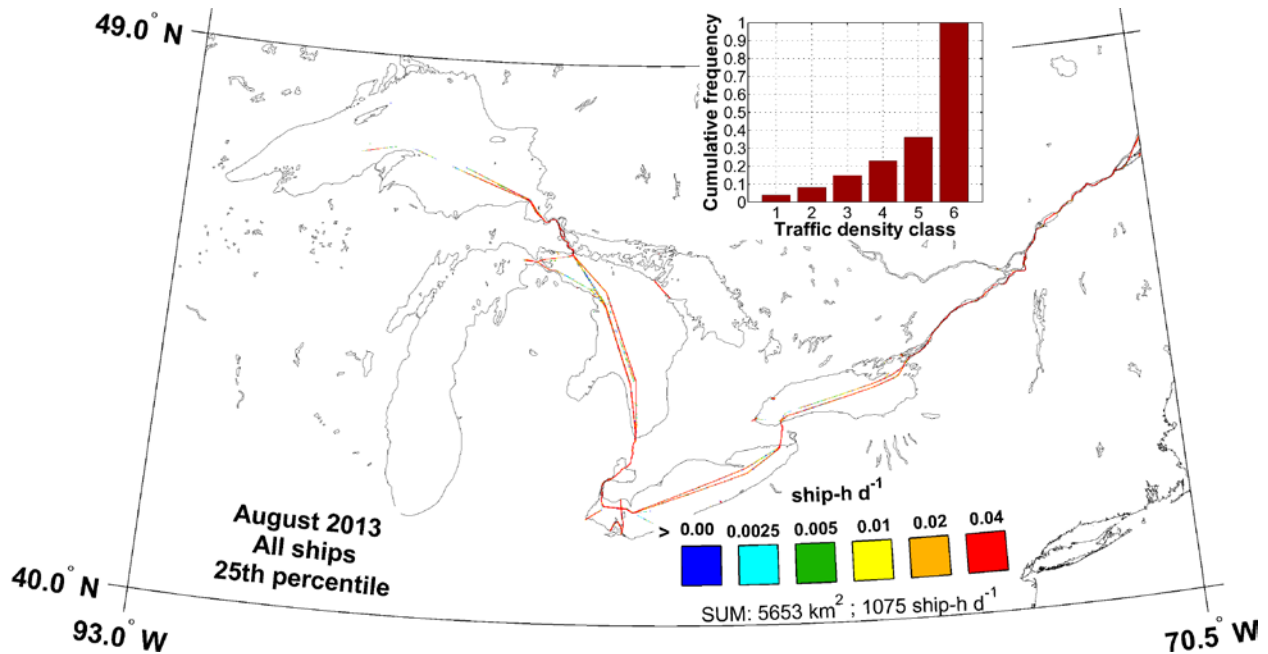 49.0° N
Cumulative frequency
1
0.9
0.8
0.7
0.6
0.5
0.4
0.3
0.2
0.1
0
1 2 3 4 5 6
Traffic density class
August 2013
All ships
25th percentile
ship-h d⁻¹
> 0.00 0.0025 0.005 0.01 0.02 0.04
SUM: 5653 km² ; 1075 ship-h d⁻¹
40.0° N
93.0° W
70.5° W